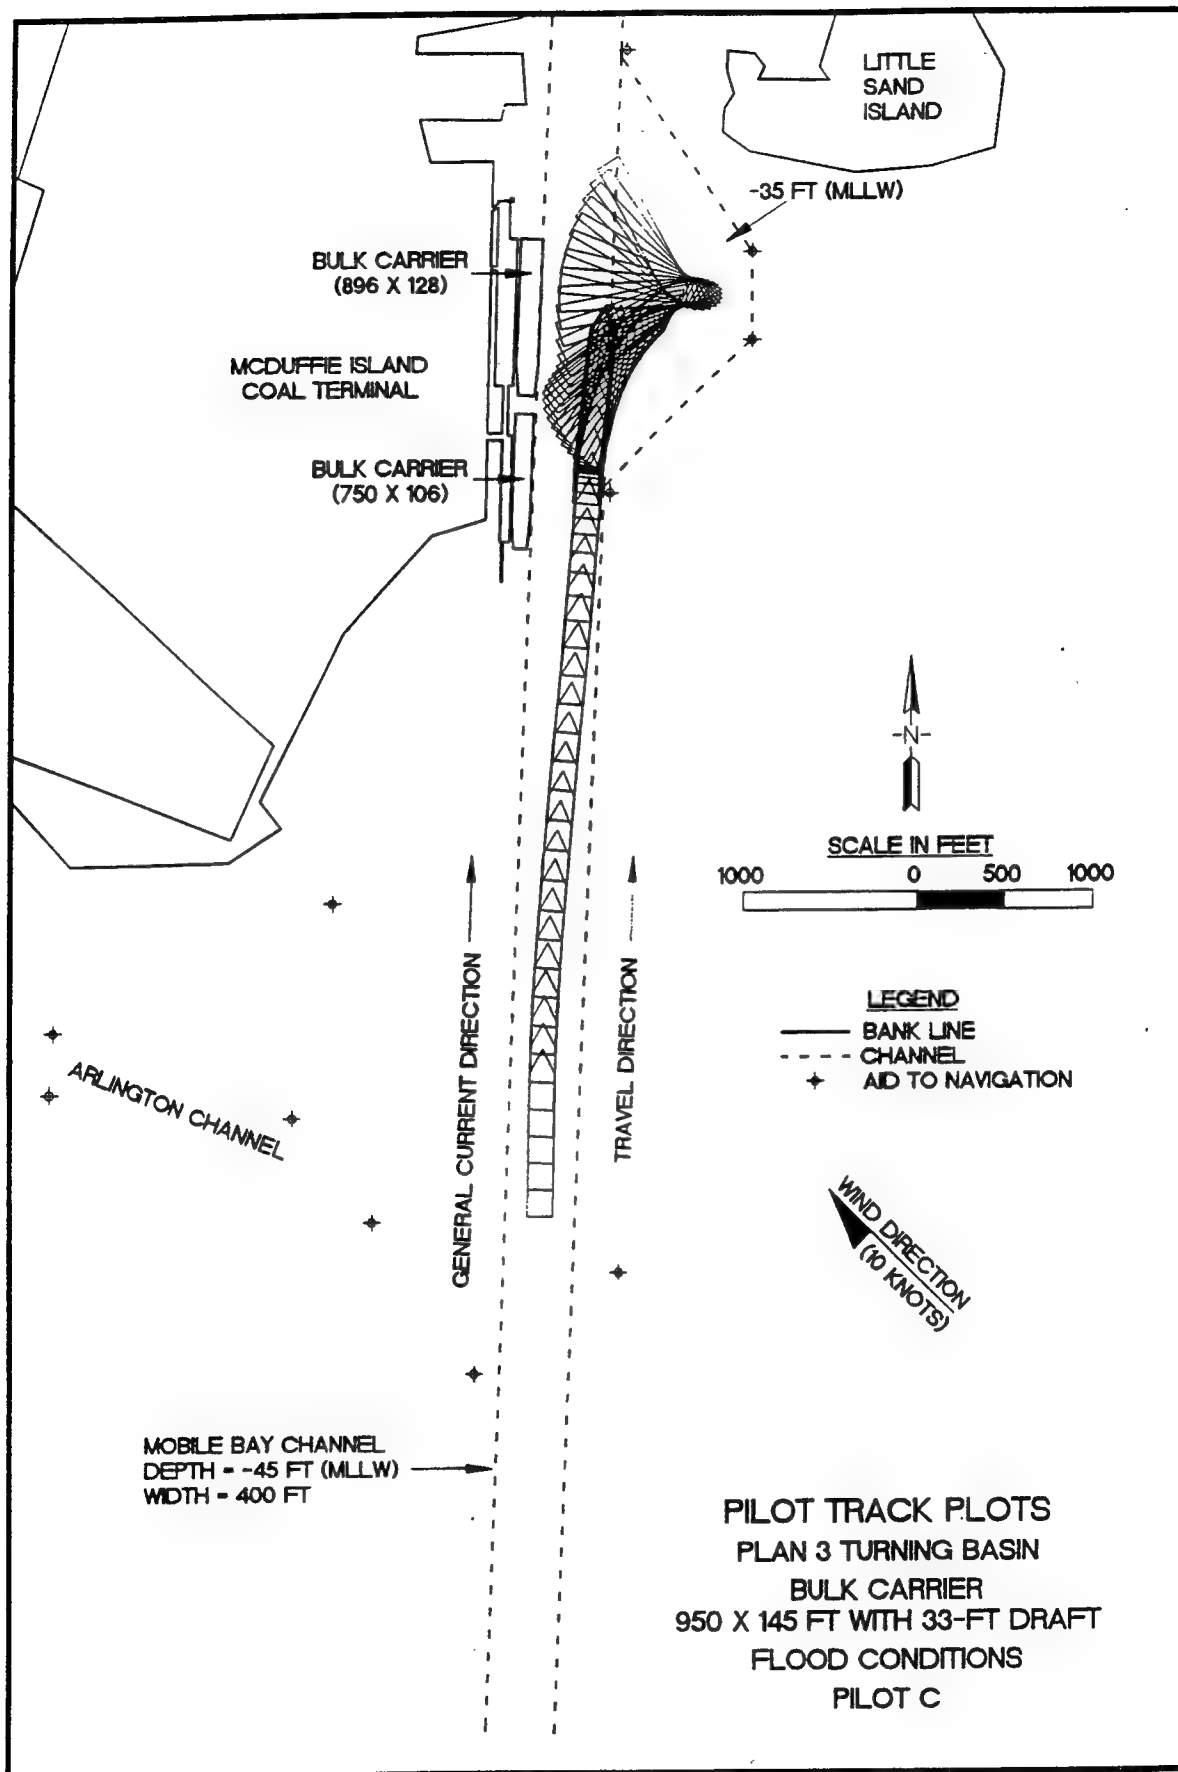 LITTLE
SAND
ISLAND
-35 FT (MLLW)
BULK CARRIER
(896 X 128)
MCDUFFIE ISLAND
COAL TERMINAL
BULK CARRIER
(750 X 106)
-N-
SCALE IN FEET
1000 0 500 1000
GENERAL CURRENT DIRECTION
TRAVEL DIRECTION
LEGEND
BANK LINE
CHANNEL
AID TO NAVIGATION
ARLINGTON CHANNEL
WIND DIRECTION
(10 KNOTS)
MOBILE BAY CHANNEL
DEPTH = -45 FT (MLLW)
WIDTH = 400 FT
PILOT TRACK PLOTS
PLAN 3 TURNING BASIN
BULK CARRIER
950 X 145 FT WITH 33-FT DRAFT
FLOOD CONDITIONS
PILOT C